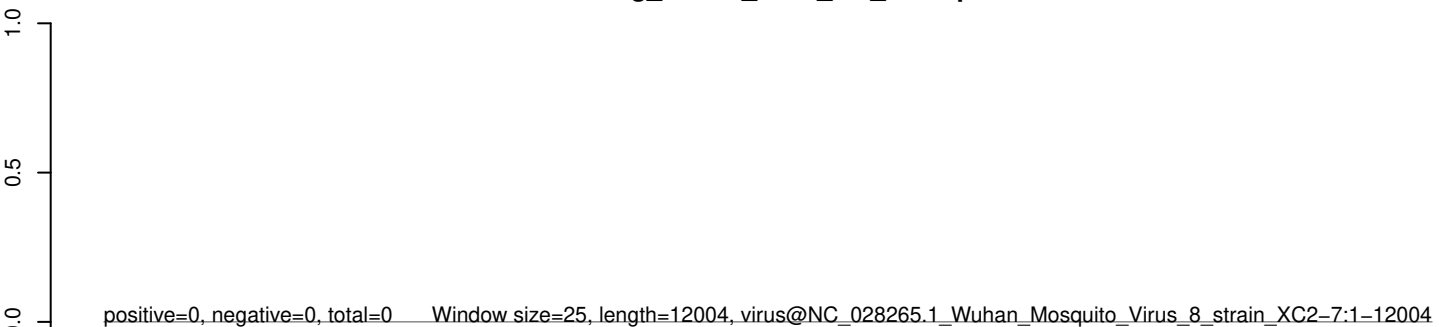 1.0
0.5
positive=0, negative=0, total=0 Window size=25, length=12004, virus@NC_028265.1_Wuhan_Mosquito_Virus_8_strain_XC2−7:1−12004
0.0